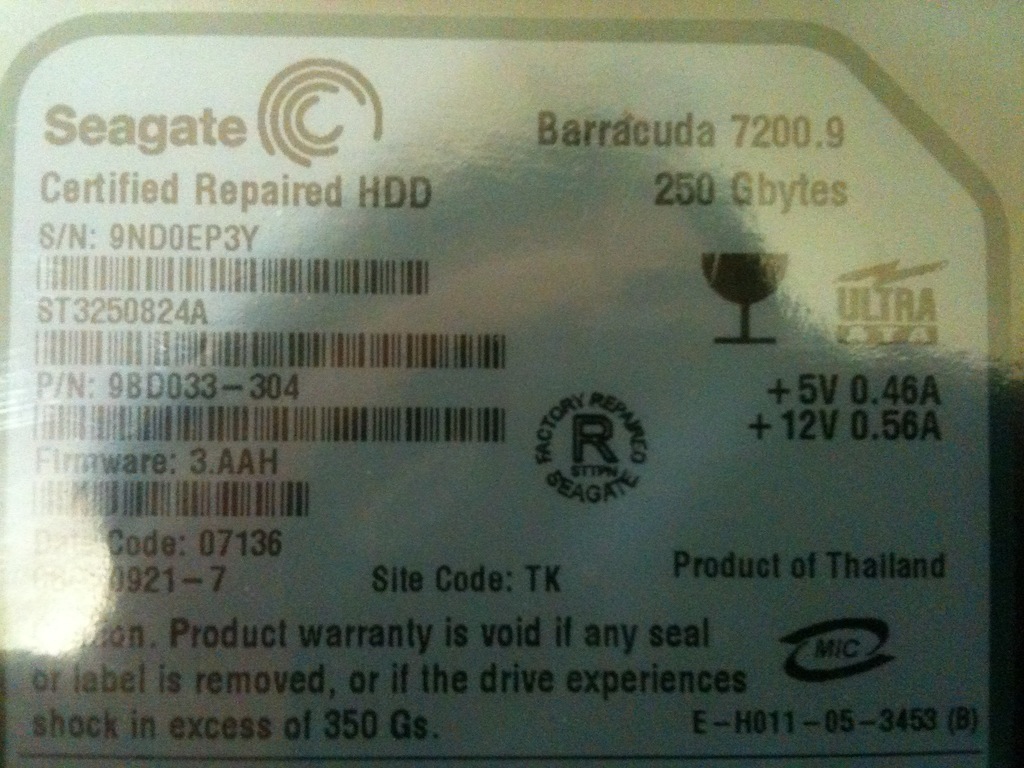 Seagate
Barracuda 7200.9
Certified Repaired HDD
250 Gbytes
S/N: 9ND0EP3Y
ST3250824A
ULTRA
ATA
P/N: 9BD033-304
+5V 0.46A
+12V 0.56A
FACTORY REPAIRED
R
STTPN
SEAGATE
Firmware: 3.AAH
Date Code: 07136
0921-7
Site Code: TK
Product of Thailand
Product warranty is void if any seal
or label is removed, or if the drive experiences
shock in excess of 350 Gs.
MIC
E-H011-05-3453 (B)